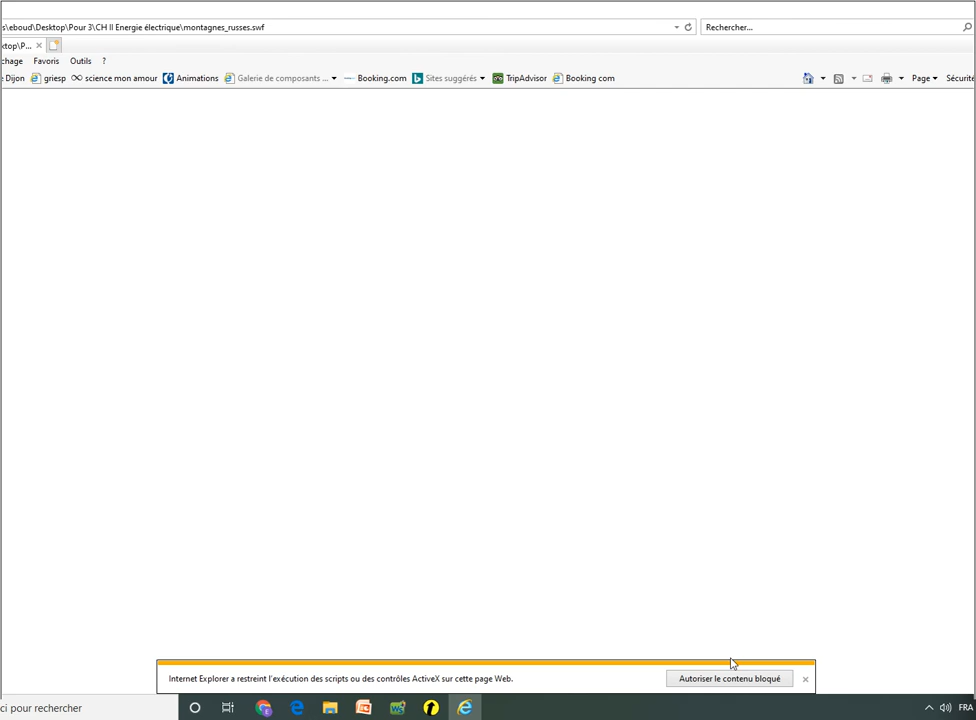 s\eboud\Desktop\Pour 3\CH II Energie électrique\montagnes_russes.swf Rechercher...
ktop\P...
chage Favoris Outils ?
e Dijon griesp science mon amour Animations Galerie de composants ... Booking.com Sites suggérés TripAdvisor Booking com Page Sécurité
Internet Explorer a restreint l'exécution des scripts ou des contrôles ActiveX sur cette page Web. Autoriser le contenu bloqué
ci pour rechercher FRA